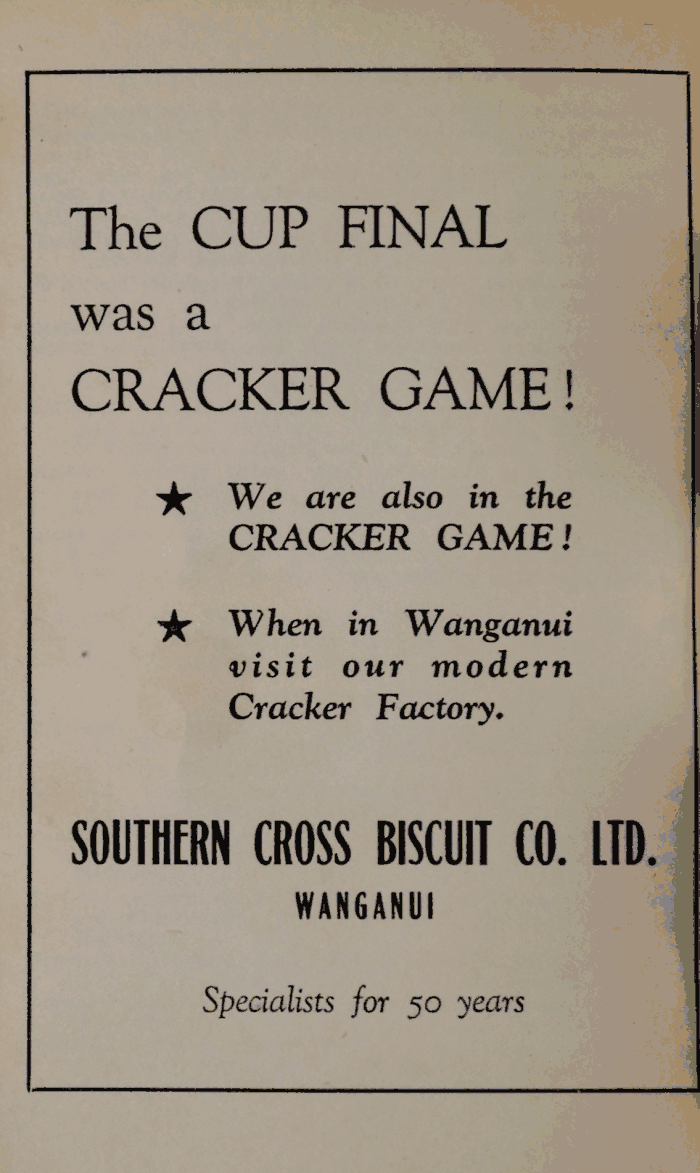 The CUP FINAL
was a
CRACKER GAME!
★ We are also in the
CRACKER GAME!
★ When in Wanganui
visit our modern
Cracker Factory.
SOUTHERN CROSS BISCUIT CO. LTD.
WANGANUI
Specialists for 50 years